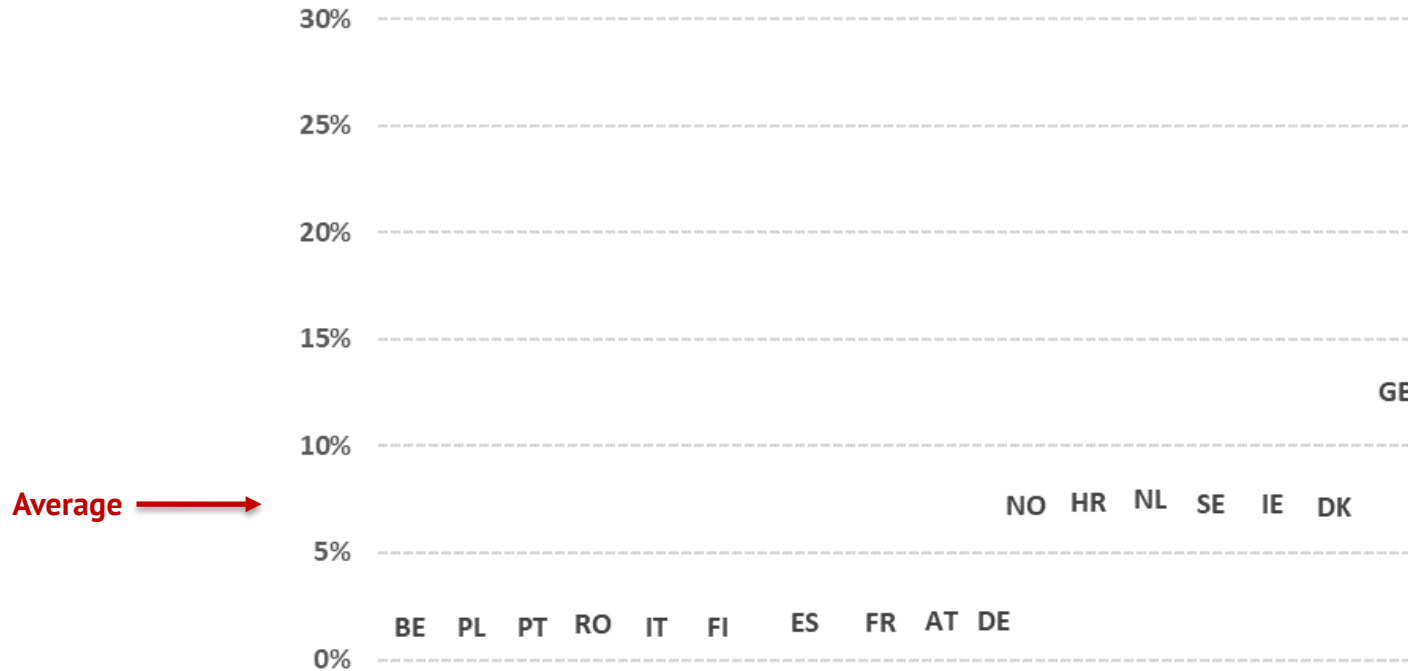 30%
25%
20%
15%
GB
10%
Average
NO HR NL SE IE DK
5%
BE PL PT RO IT FI ES FR AT DE
0%